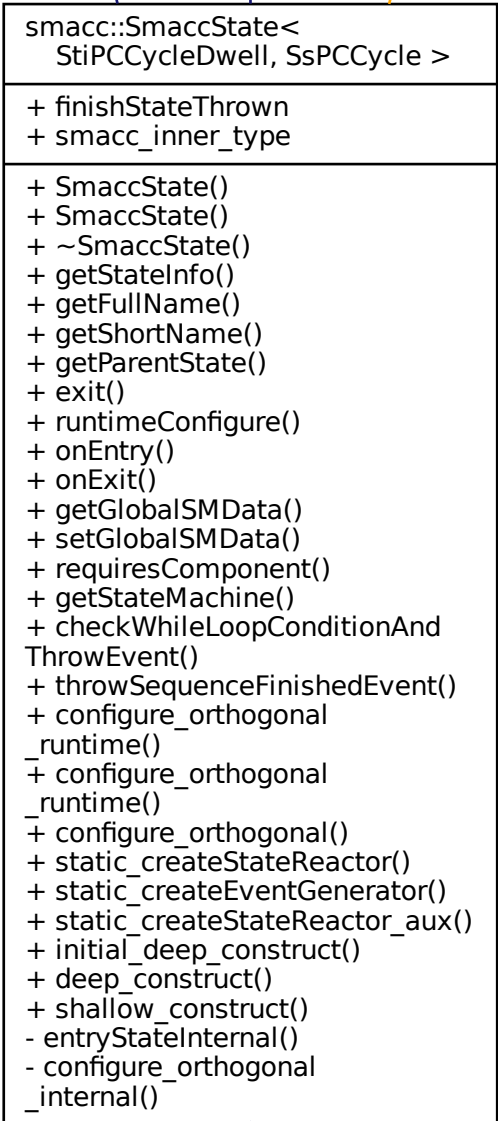 smacc::SmaccState<
StiPCCycleDwell, SsPCCycle >
+ finishStateThrown
+ smacc_inner_type
+ SmaccState()
+ SmaccState()
+ ~SmaccState()
+ getStateInfo()
+ getFullName()
+ getShortName()
+ getParentState()
+ exit()
+ runtimeConfigure()
+ onEntry()
+ onExit()
+ getGlobalSMData()
+ setGlobalSMData()
+ requiresComponent()
+ getStateMachine()
+ checkWhileLoopConditionAnd
ThrowEvent()
+ throwSequenceFinishedEvent()
+ configure_orthogonal
_runtime()
+ configure_orthogonal
_runtime()
+ configure_orthogonal()
+ static_createStateReactor()
+ static_createEventGenerator()
+ static_createStateReactor_aux()
+ initial_deep_construct()
+ deep_construct()
+ shallow_construct()
- entryStateInternal()
- configure_orthogonal
_internal()